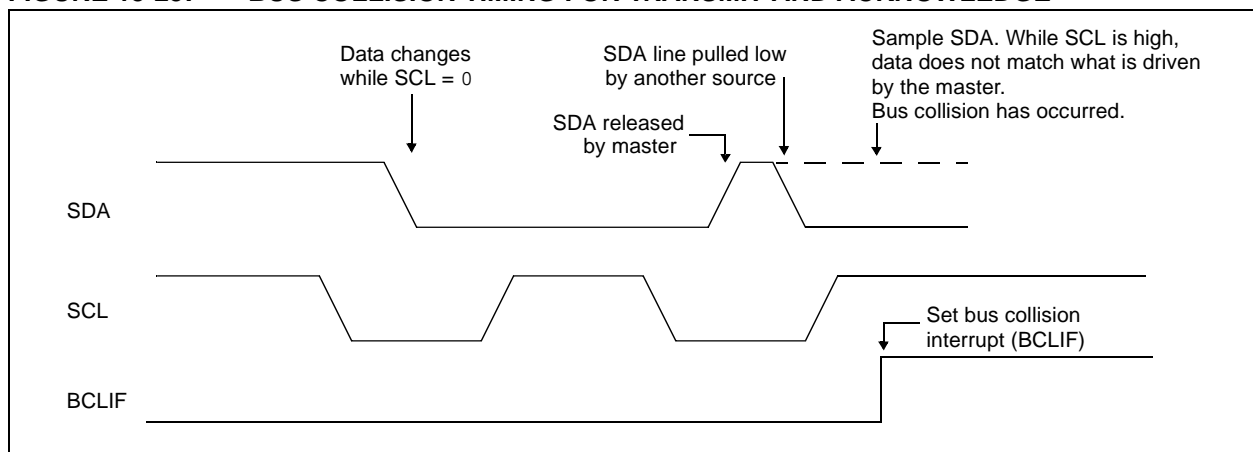 Data changes
while SCL = 0
SDA line pulled low
by another source
SDA released
by master
Sample SDA. While SCL is high,
data does not match what is driven
by the master.
Bus collision has occurred.
SDA
SCL
Set bus collision
interrupt (BCLIF)
BCLIF